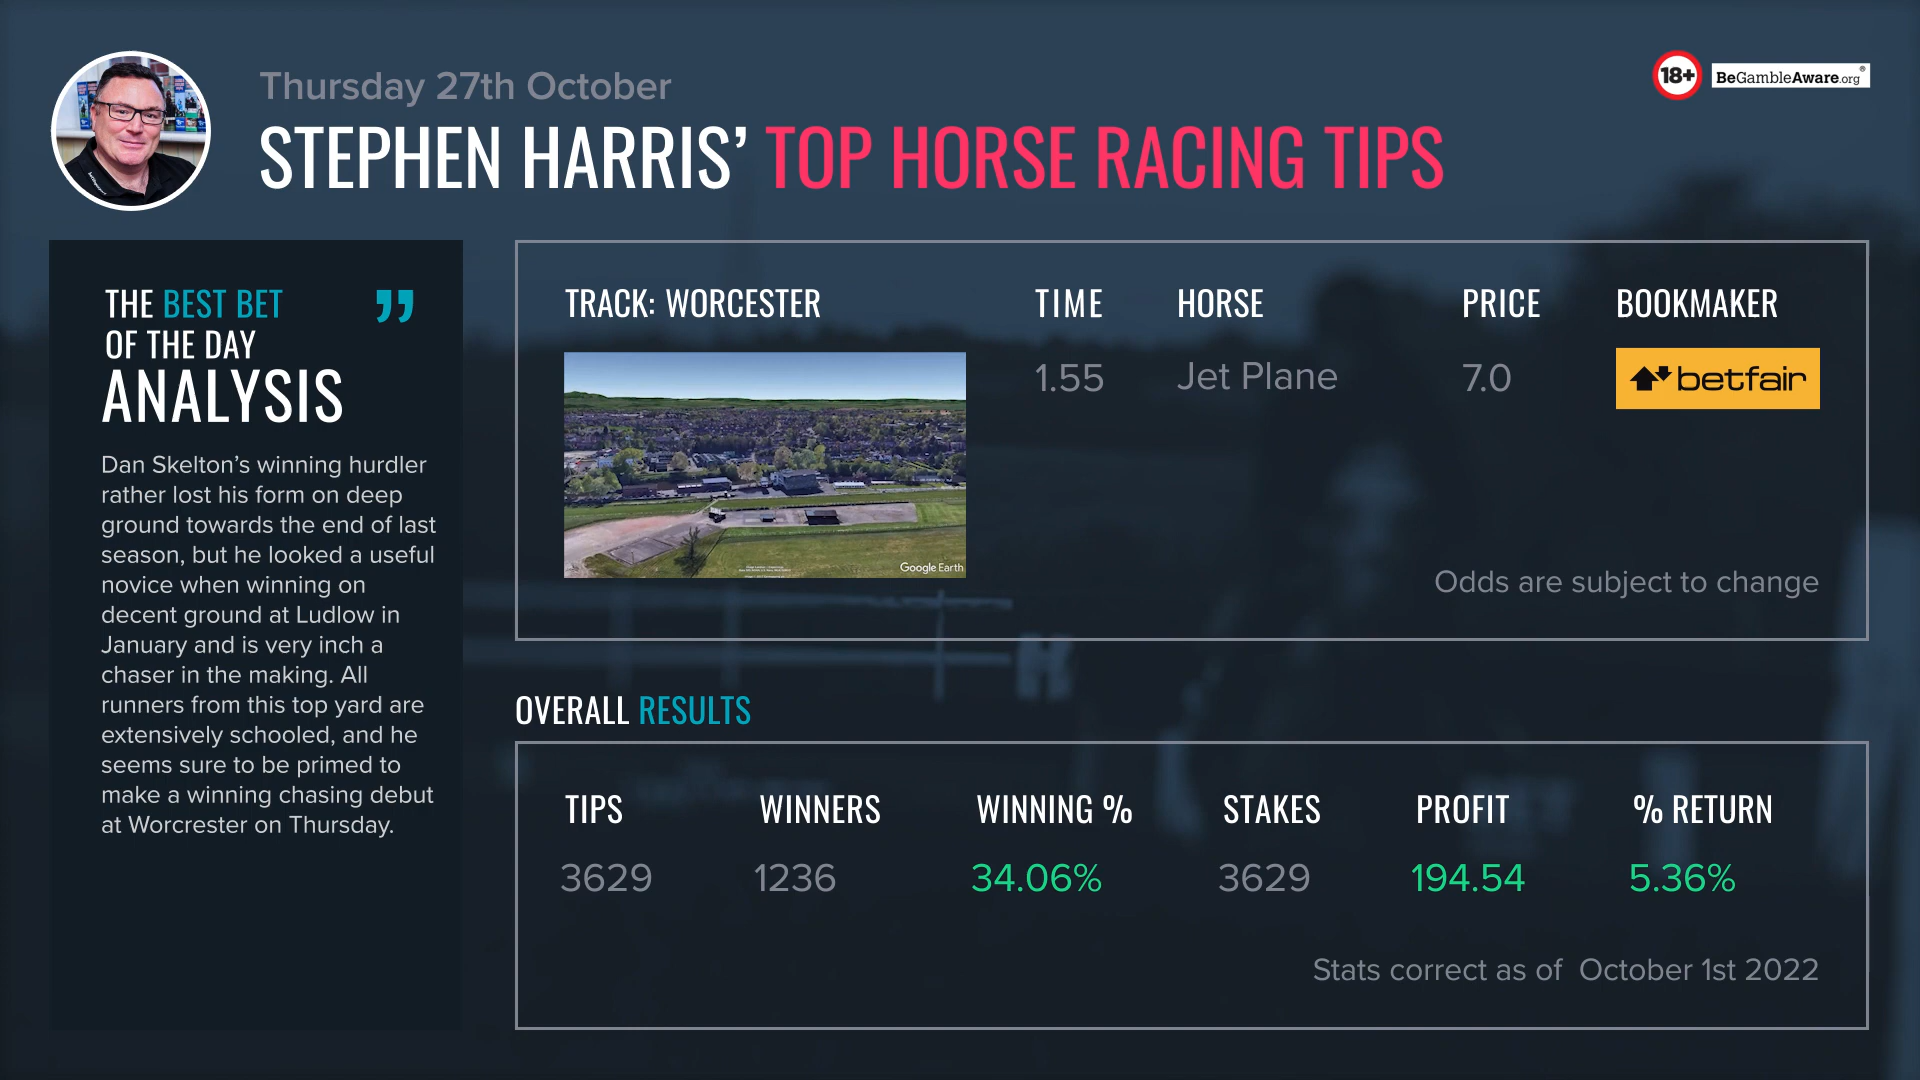 Thursday 27th October
STEPHEN HARRIS’ TOP HORSE RACING TIPS
18+ BeGambleAware.org®
THE BEST BET
OF THE DAY
ANALYSIS
”
Dan Skelton’s winning hurdler
rather lost his form on deep
ground towards the end of last
season, but he looked a useful
novice when winning on
decent ground at Ludlow in
January and is very inch a
chaser in the making. All
runners from this top yard are
extensively schooled, and he
seems sure to be primed to
make a winning chasing debut
at Worcrester on Thursday.
TRACK: WORCESTER TIME HORSE PRICE BOOKMAKER
1.55 Jet Plane 7.0 betfair
Google Earth
Odds are subject to change
OVERALL RESULTS
TIPS WINNERS WINNING % STAKES PROFIT % RETURN
3629 1236 34.06% 3629 194.54 5.36%
Stats correct as of October 1st 2022